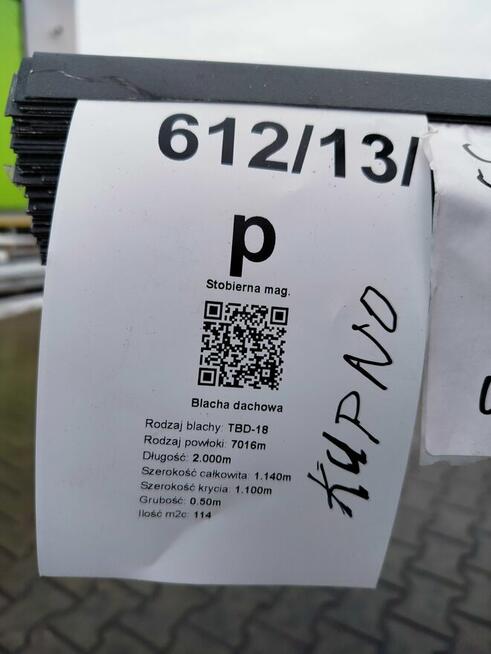 612/13/
p
Stobierna mag.
Blacha dachowa
Rodzaj blachy: TBD-18
Rodzaj powłoki: 7016m
Długość: 2.000m
Szerokość całkowita: 1.140m
Szerokość krycia: 1.100m
Grubość: 0.50m
Ilość m2c: 114
KUPNO